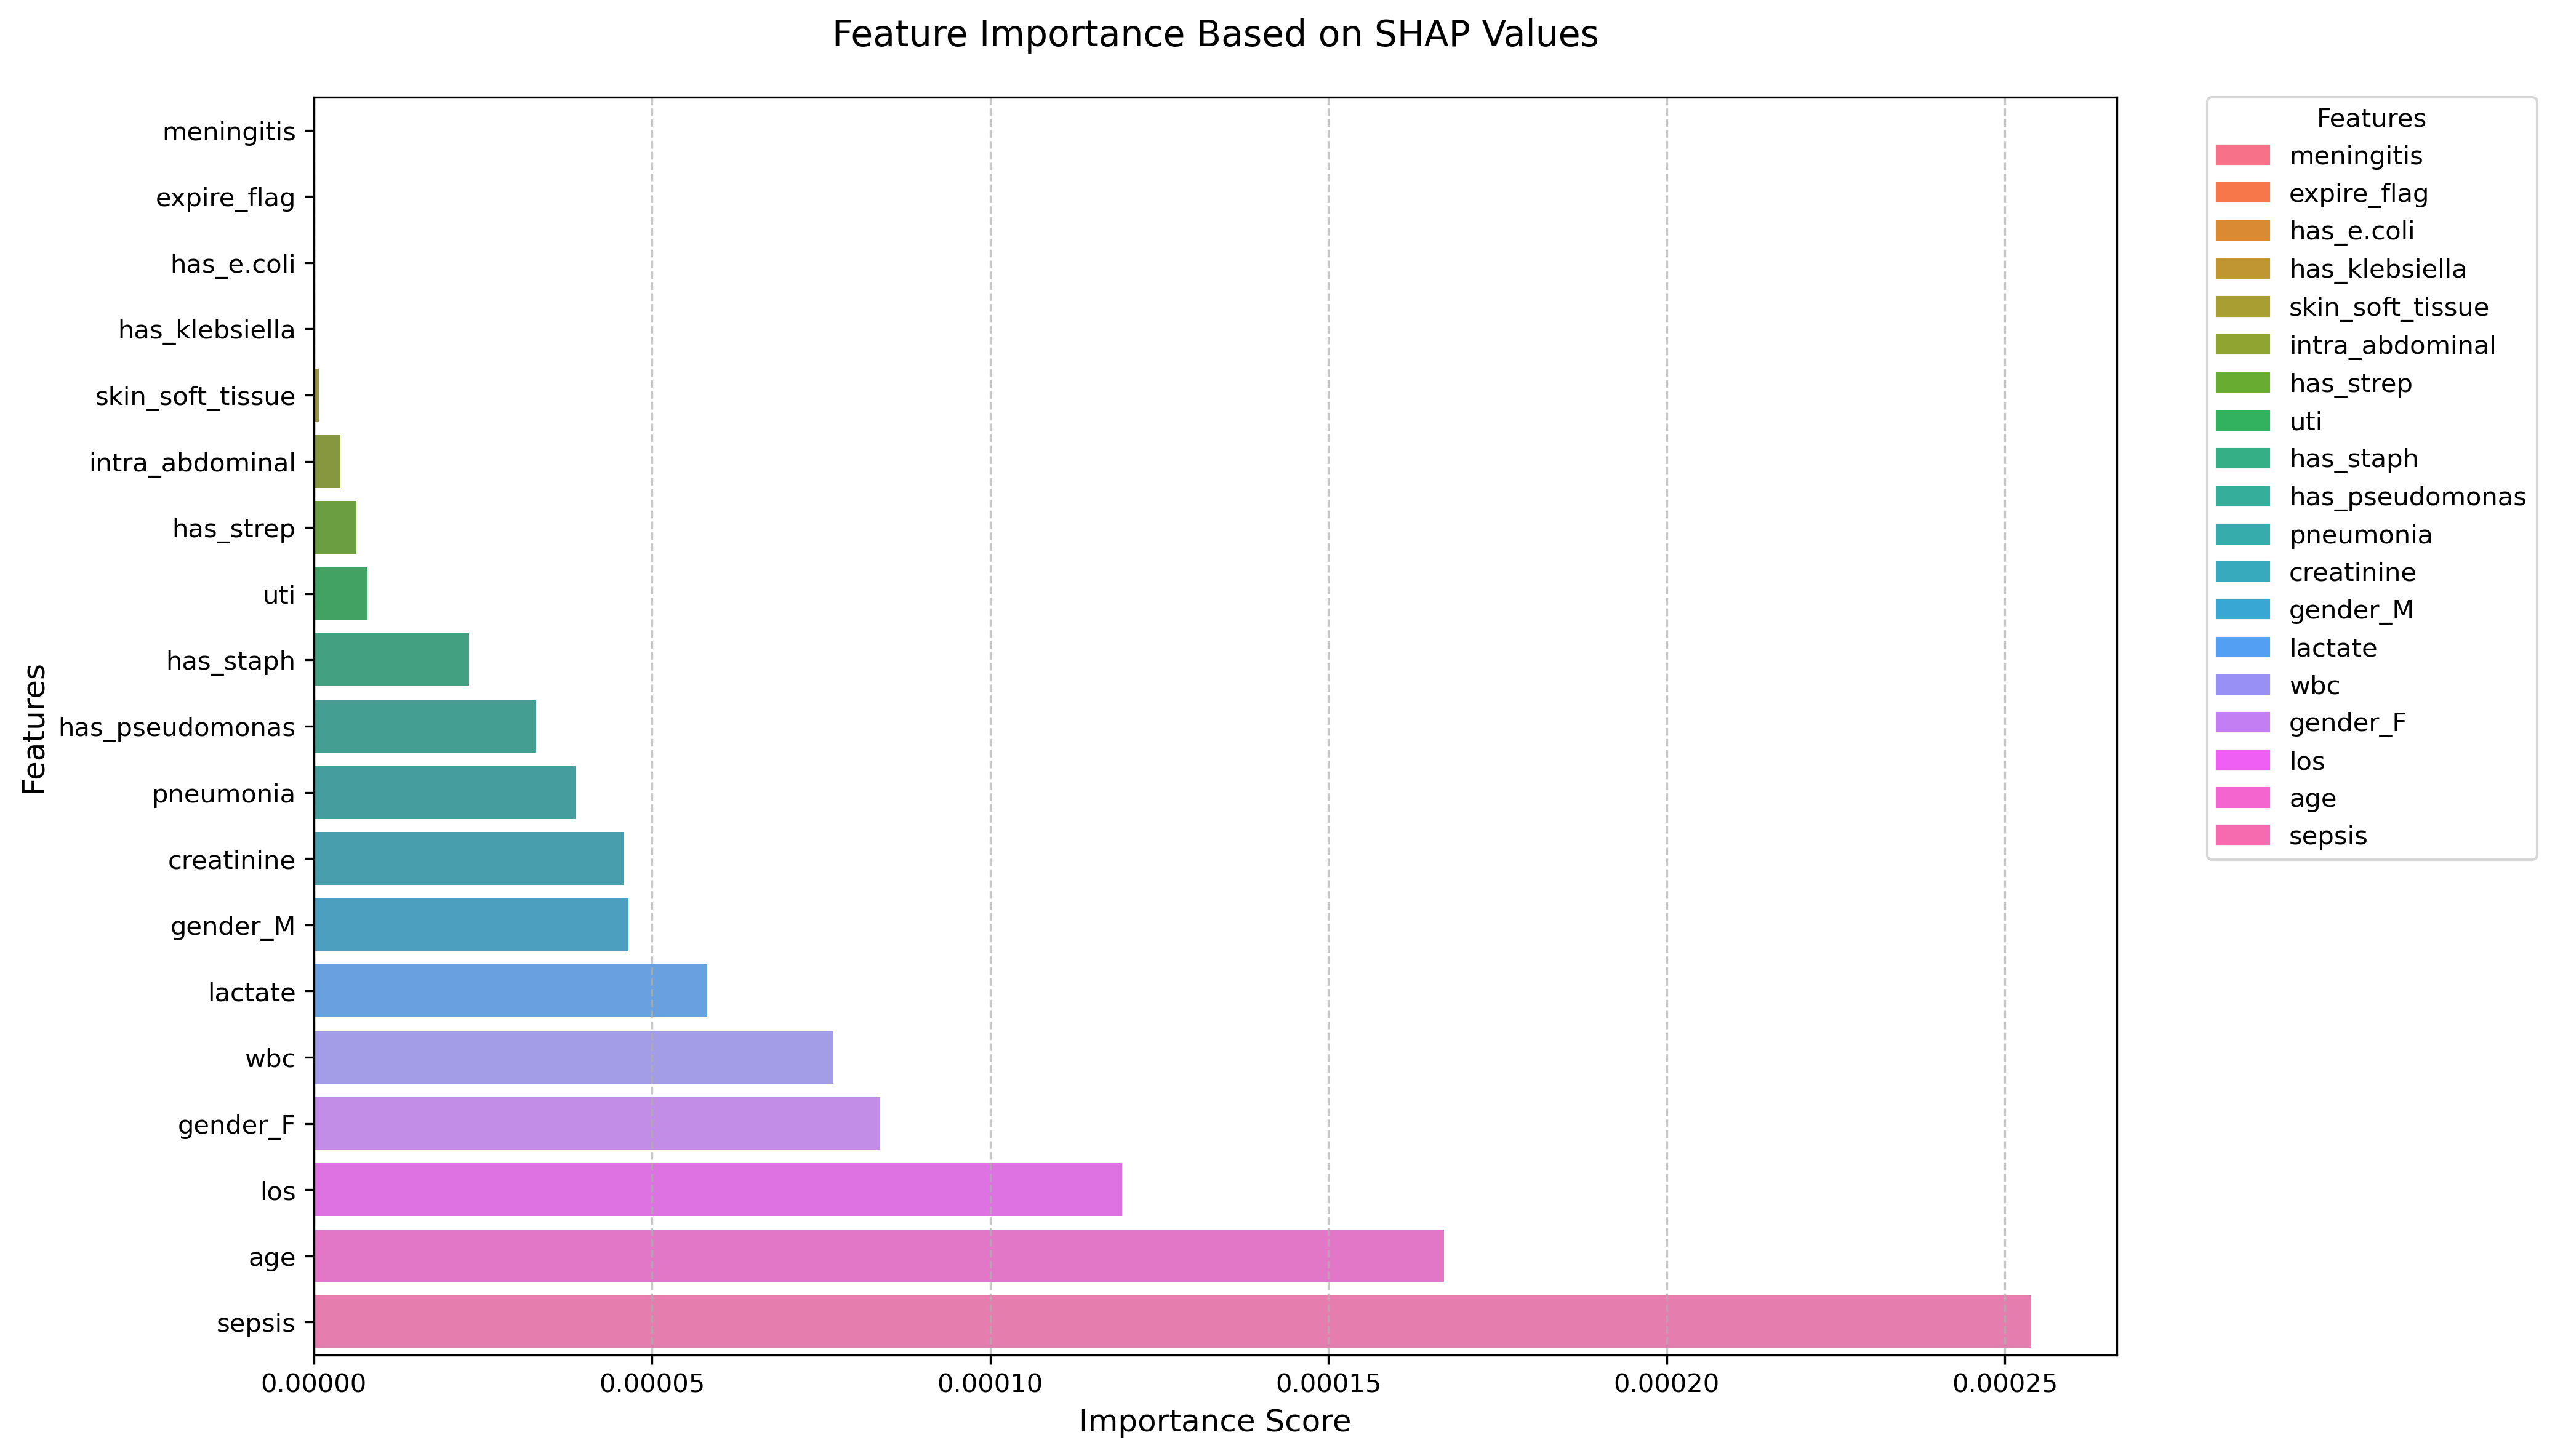 Feature Importance Based on SHAP Values
Features
meningitis
expire_flag
has_e.coli
has_klebsiella
skin_soft_tissue
intra_abdominal
has_strep
uti
has_staph
has_pseudomonas
pneumonia
creatinine
gender_M
lactate
wbc
gender_F
los
age
sepsis
0.00000 0.00005 0.00010 0.00015 0.00020 0.00025
Importance Score
Features
meningitis
expire_flag
has_e.coli
has_klebsiella
skin_soft_tissue
intra_abdominal
has_strep
uti
has_staph
has_pseudomonas
pneumonia
creatinine
gender_M
lactate
wbc
gender_F
los
age
sepsis